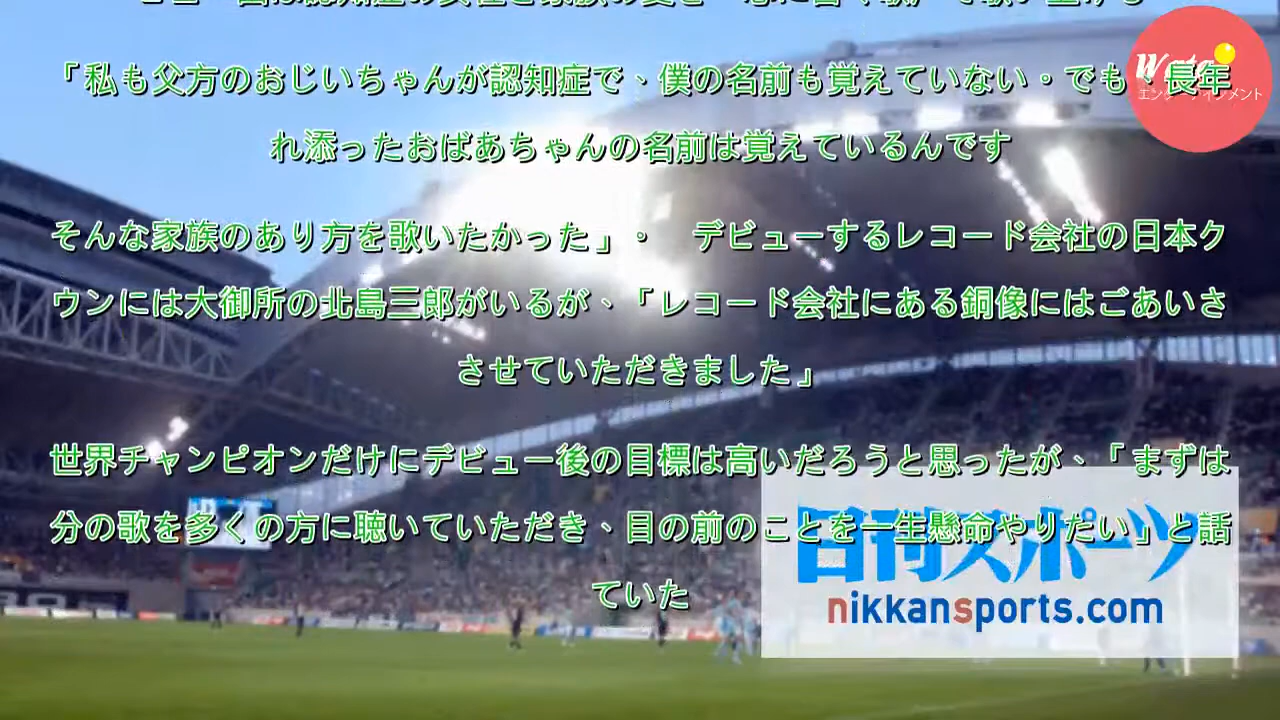 「私も父方のおじいちゃんが認知症で、僕の名前も覚えていない。でも、長年
れ添ったおばあちゃんの名前は覚えているんです
そんな家族のあり方を歌いたかった」。 デビューするレコード会社の日本ク
ウンには大御所の北島三郎がいるが、「レコード会社にある銅像にはごあいさ
させていただきました」
世界チャンピオンだけにデビュー後の目標は高いだろうと思ったが、「まずは
分の歌を多くの方に聴いていただき、目の前のことを一生懸命やりたい」と話
ていた
エンターテインメント
日刊スポーツ
nikkansports.com